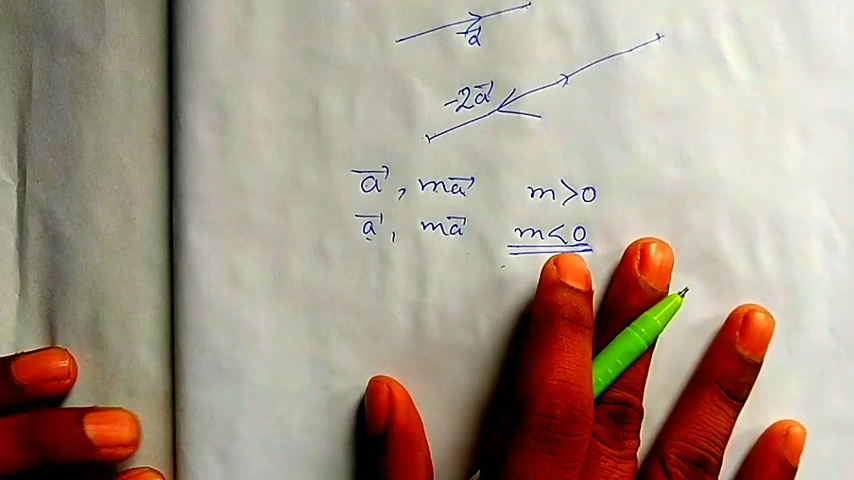 a⃗
-2a⃗
a⃗, ma⃗ m>0
a⃗, ma⃗ m<0